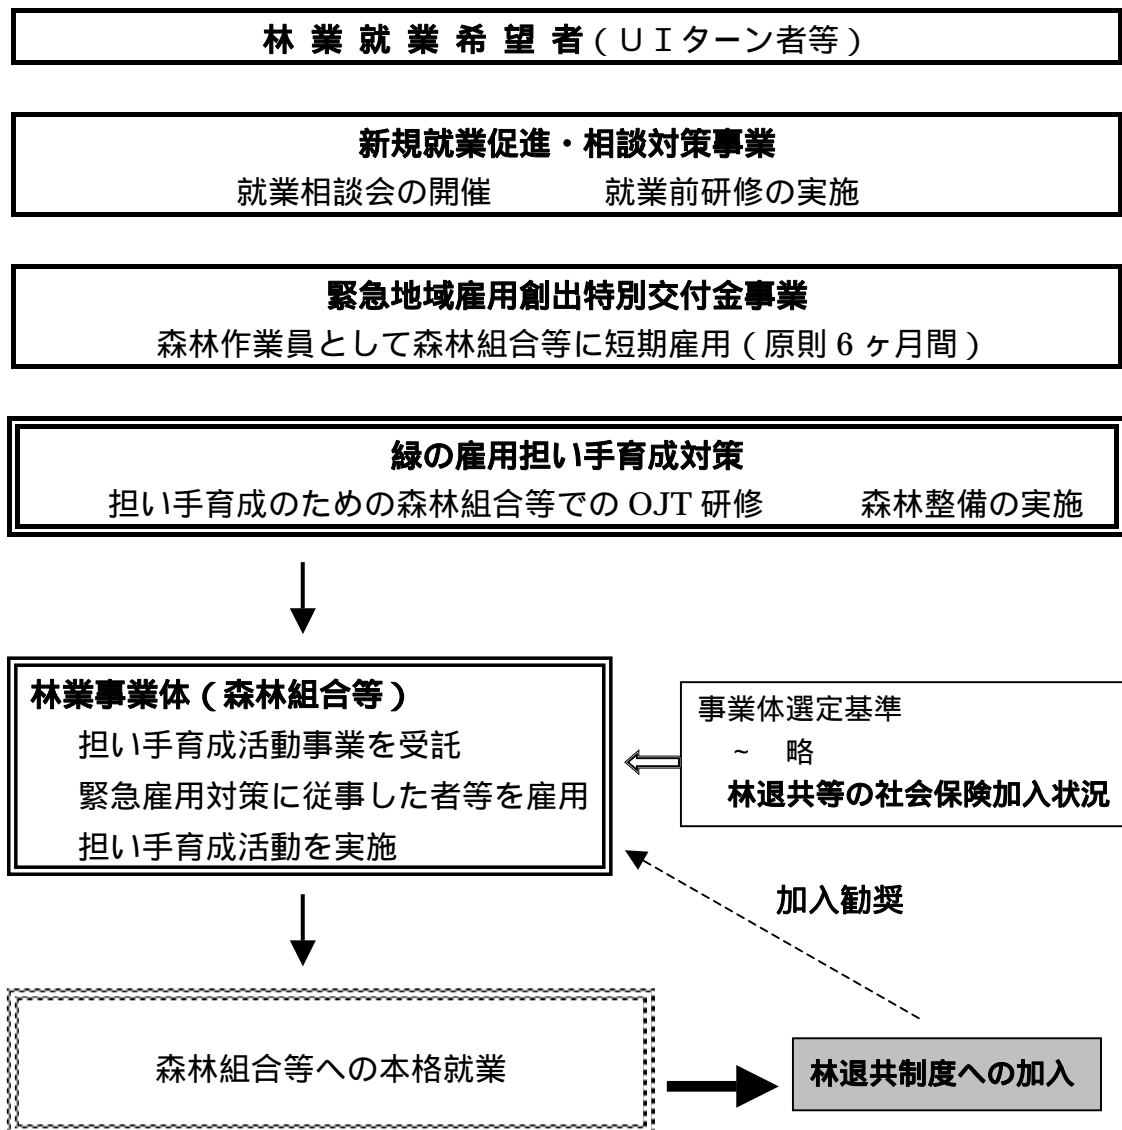 林 業 就 業 希 望 者（ＵＩターン者等）
新規就業促進・相談対策事業
就業相談会の開催　　　就業前研修の実施
緊急地域雇用創出特別交付金事業
森林作業員として森林組合等に短期雇用（原則 6 ヶ月間）
緑の雇用担い手育成対策
担い手育成のための森林組合等での OJT 研修　　　森林整備の実施
林業事業体（森林組合等）
担い手育成活動事業を受託
緊急雇用対策に従事した者等を雇用
担い手育成活動を実施
事業体選定基準
~　略
林退共等の社会保険加入状況
加入勧奨
森林組合等への本格就業
林退共制度への加入